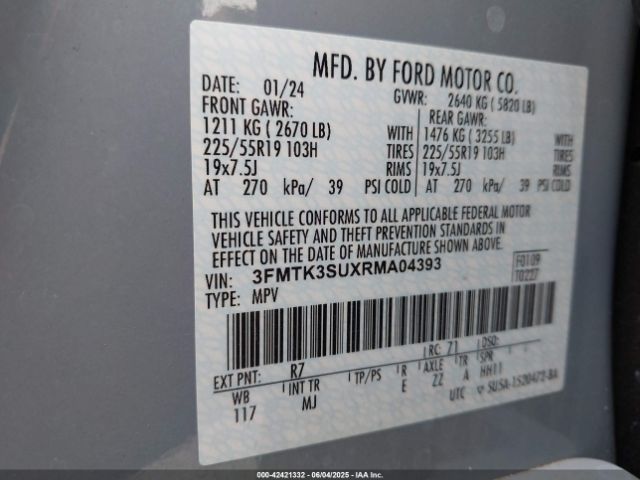 MFD. BY FORD MOTOR CO.
DATE: 01/24 GVWR: 2640 KG ( 5820 LB)
FRONT GAWR: REAR GAWR:
1211 KG ( 2670 LB) WITH 1476 KG ( 3255 LB) WITH
225/55R19 103H TIRES 225/55R19 103H TIRES
19x7.5J RIMS 19x7.5J RIMS
AT 270 kPa/ 39 PSI COLD AT 270 kPa/ 39 PSI COLD
THIS VEHICLE CONFORMS TO ALL APPLICABLE FEDERAL MOTOR
VEHICLE SAFETY AND THEFT PREVENTION STANDARDS IN
EFFECT ON THE DATE OF MANUFACTURE SHOWN ABOVE.
VIN: 3FMTK3SUXRMA04393 F0109
TYPE: MPV T0227
EXT PNT: R7 RC: 71 DSO:
WB INT TR TP/PS R AXLE TR SPR
117 MJ E ZZ A HH11
UTC SUSA-1520472-BA
000-42421332 - 06/04/2025 - IAA Inc.